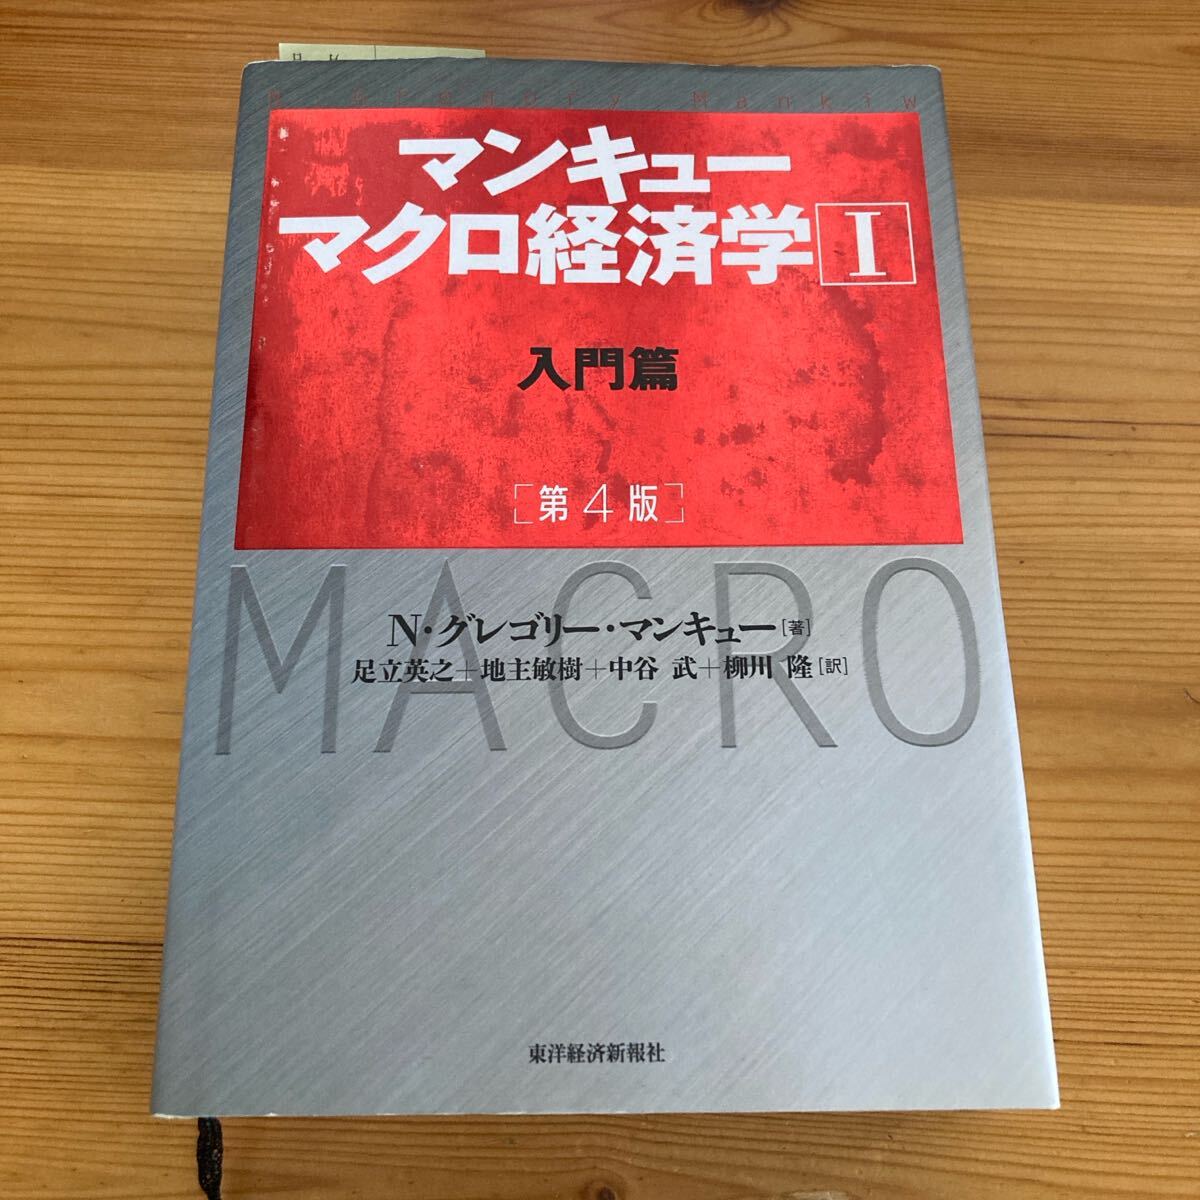 N. Gregory Mankiw
マンキュー
マクロ経済学 I
入門篇
[第4版]
MACRO
N・グレゴリー・マンキュー[著]
足立英之+地主敏樹+中谷 武+柳川 隆[訳]
東洋経済新報社